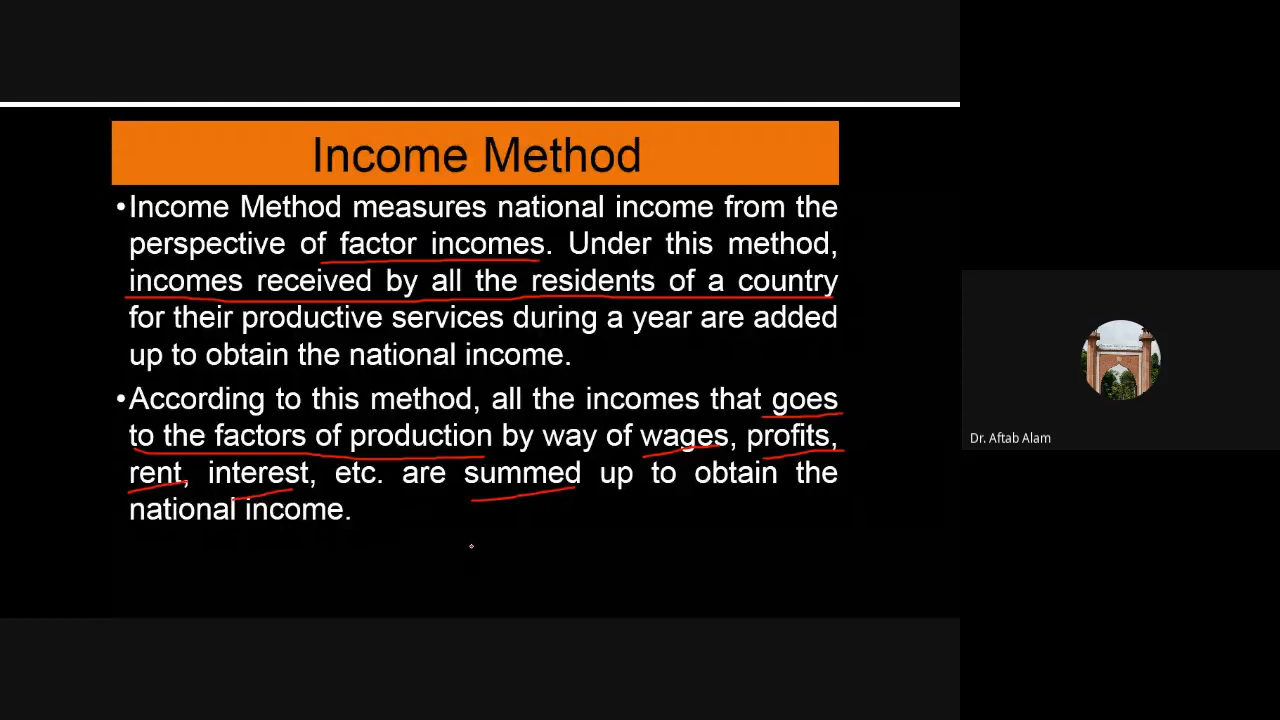 Income Method
•Income Method measures national income from the
perspective of factor incomes. Under this method,
incomes received by all the residents of a country
for their productive services during a year are added
up to obtain the national income.
•According to this method, all the incomes that goes
to the factors of production by way of wages, profits,
rent, interest, etc. are summed up to obtain the
national income.
Dr. Aftab Alam